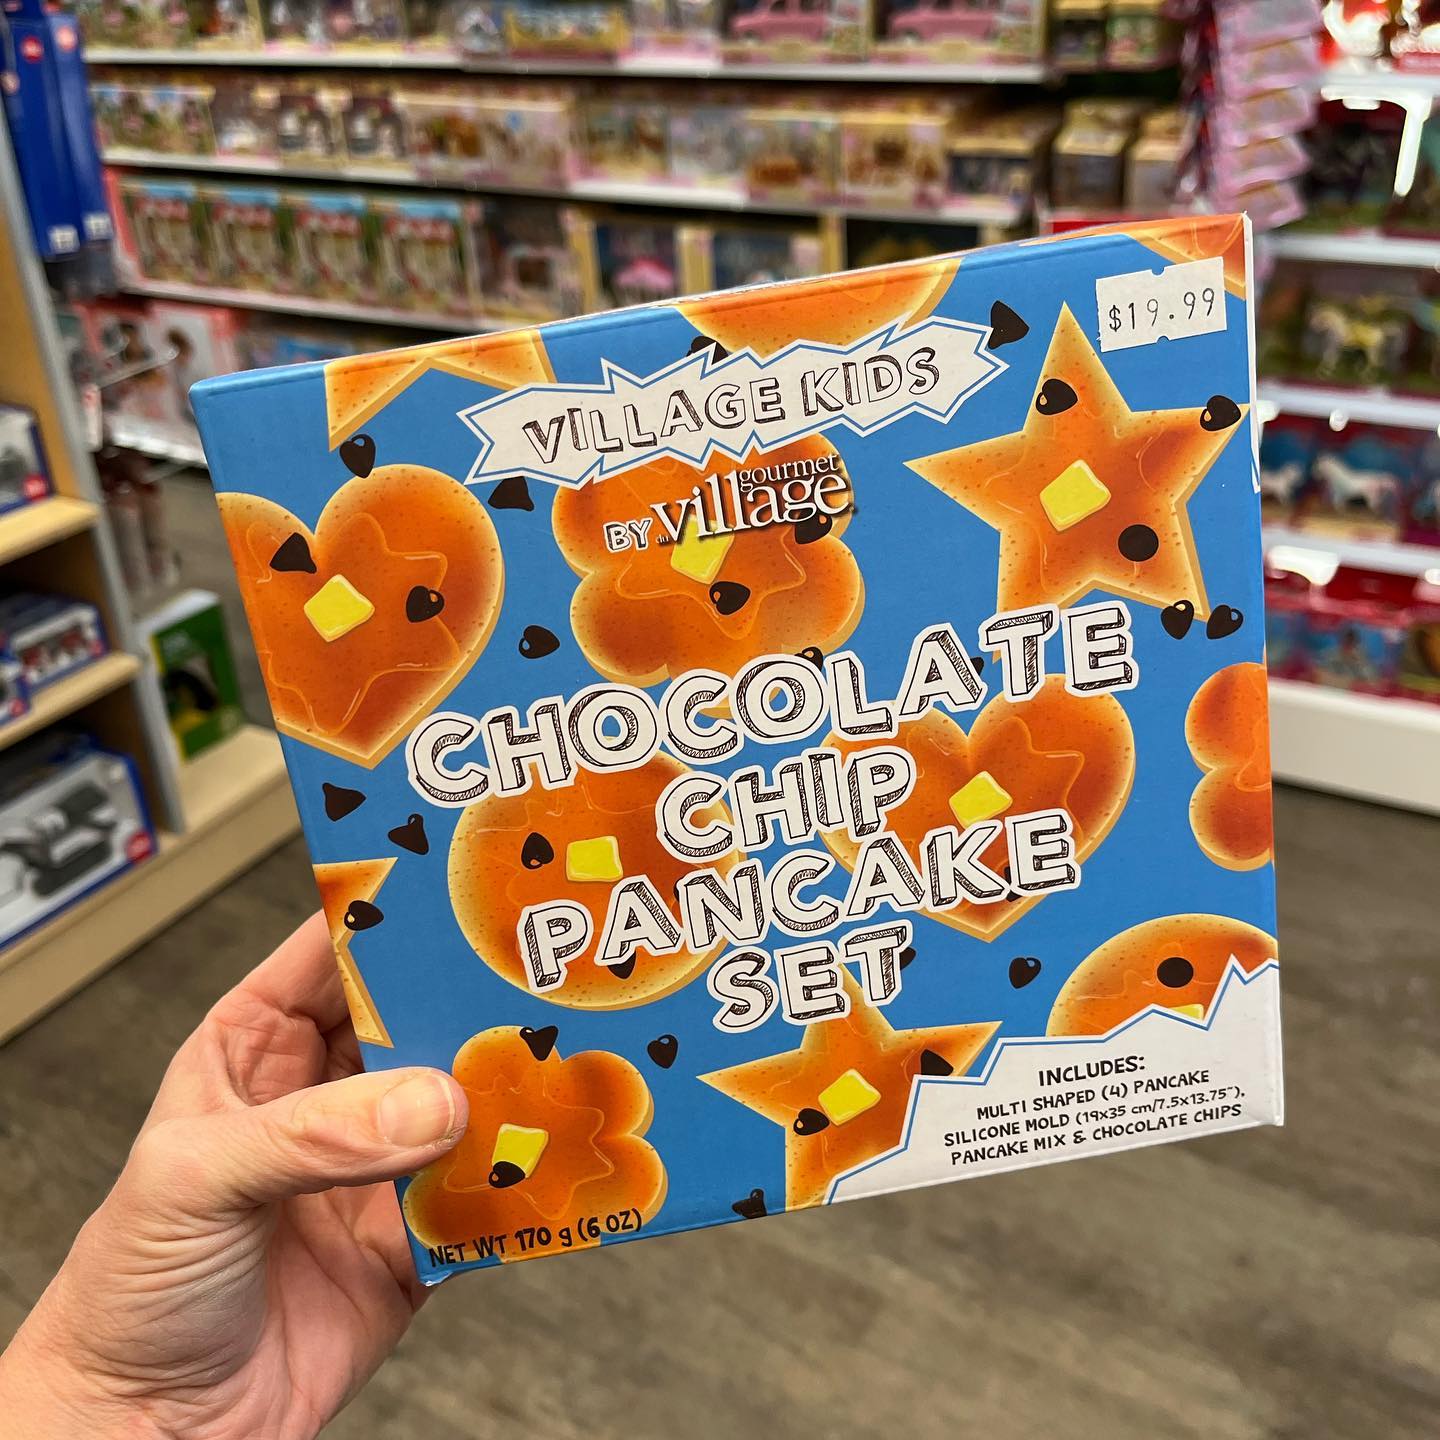 $19.99
VILLAGE KIDS
BY gourmet du village
CHOCOLATE
CHIP
PANCAKE
SET
INCLUDES:
MULTI SHAPED (4) PANCAKE
SILICONE MOLD (19x35 cm/7.5x13.75"),
PANCAKE MIX & CHOCOLATE CHIPS
NET WT 170 g (6 OZ)